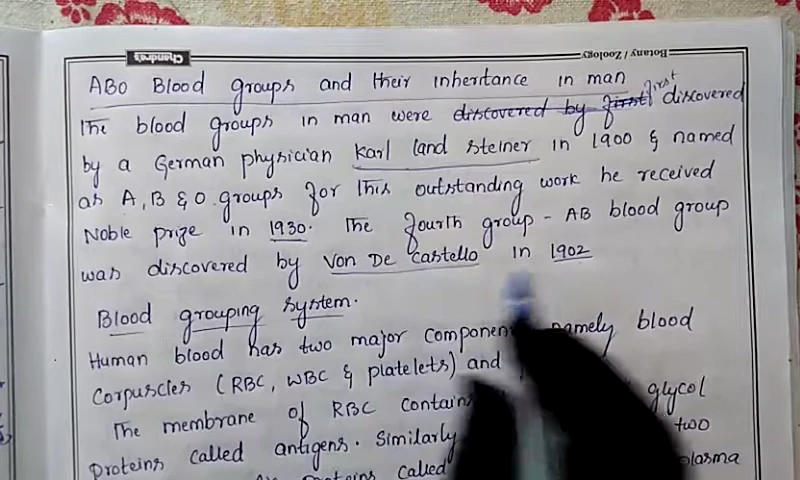 Botany / Zoology
Chandra's
ABO Blood groups and their inheritance in man
The blood groups in man were discovered by first first discovered
by a German physician Karl land steiner in 1900 & named
as A, B & O groups for this outstanding work he received
Noble prize in 1930. The fourth group - AB blood group
was discovered by Von De Castello in 1902
Blood grouping system.
Human blood has two major component namely blood
corpuscles (RBC, WBC & platelets) and
The membrane of RBC contains glycol
proteins called antigens. Similarly two
proteins called plasma